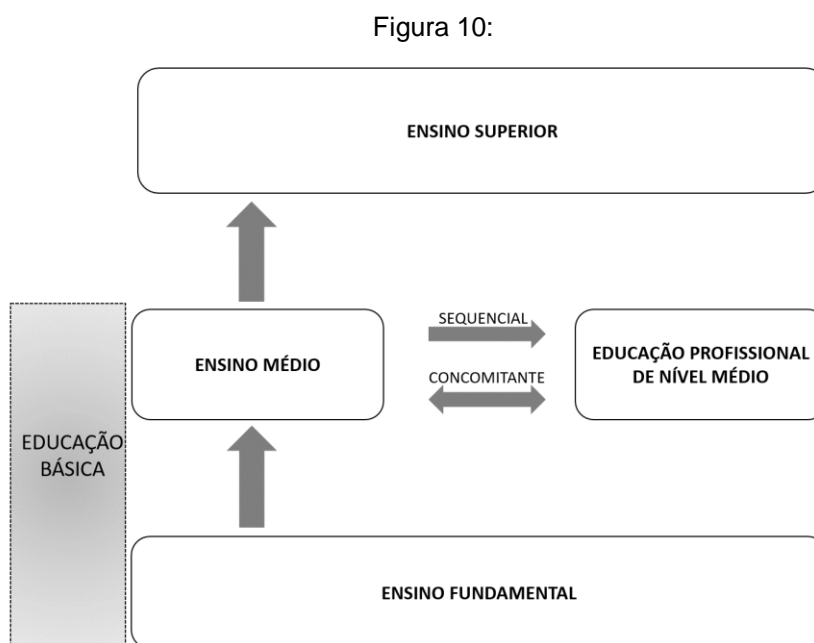 Figura 10:
ENSINO SUPERIOR
SEQUENCIAL
ENSINO MÉDIO
CONCOMITANTE
EDUCAÇÃO PROFISSIONAL
DE NÍVEL MÉDIO
EDUCAÇÃO
BÁSICA
ENSINO FUNDAMENTAL